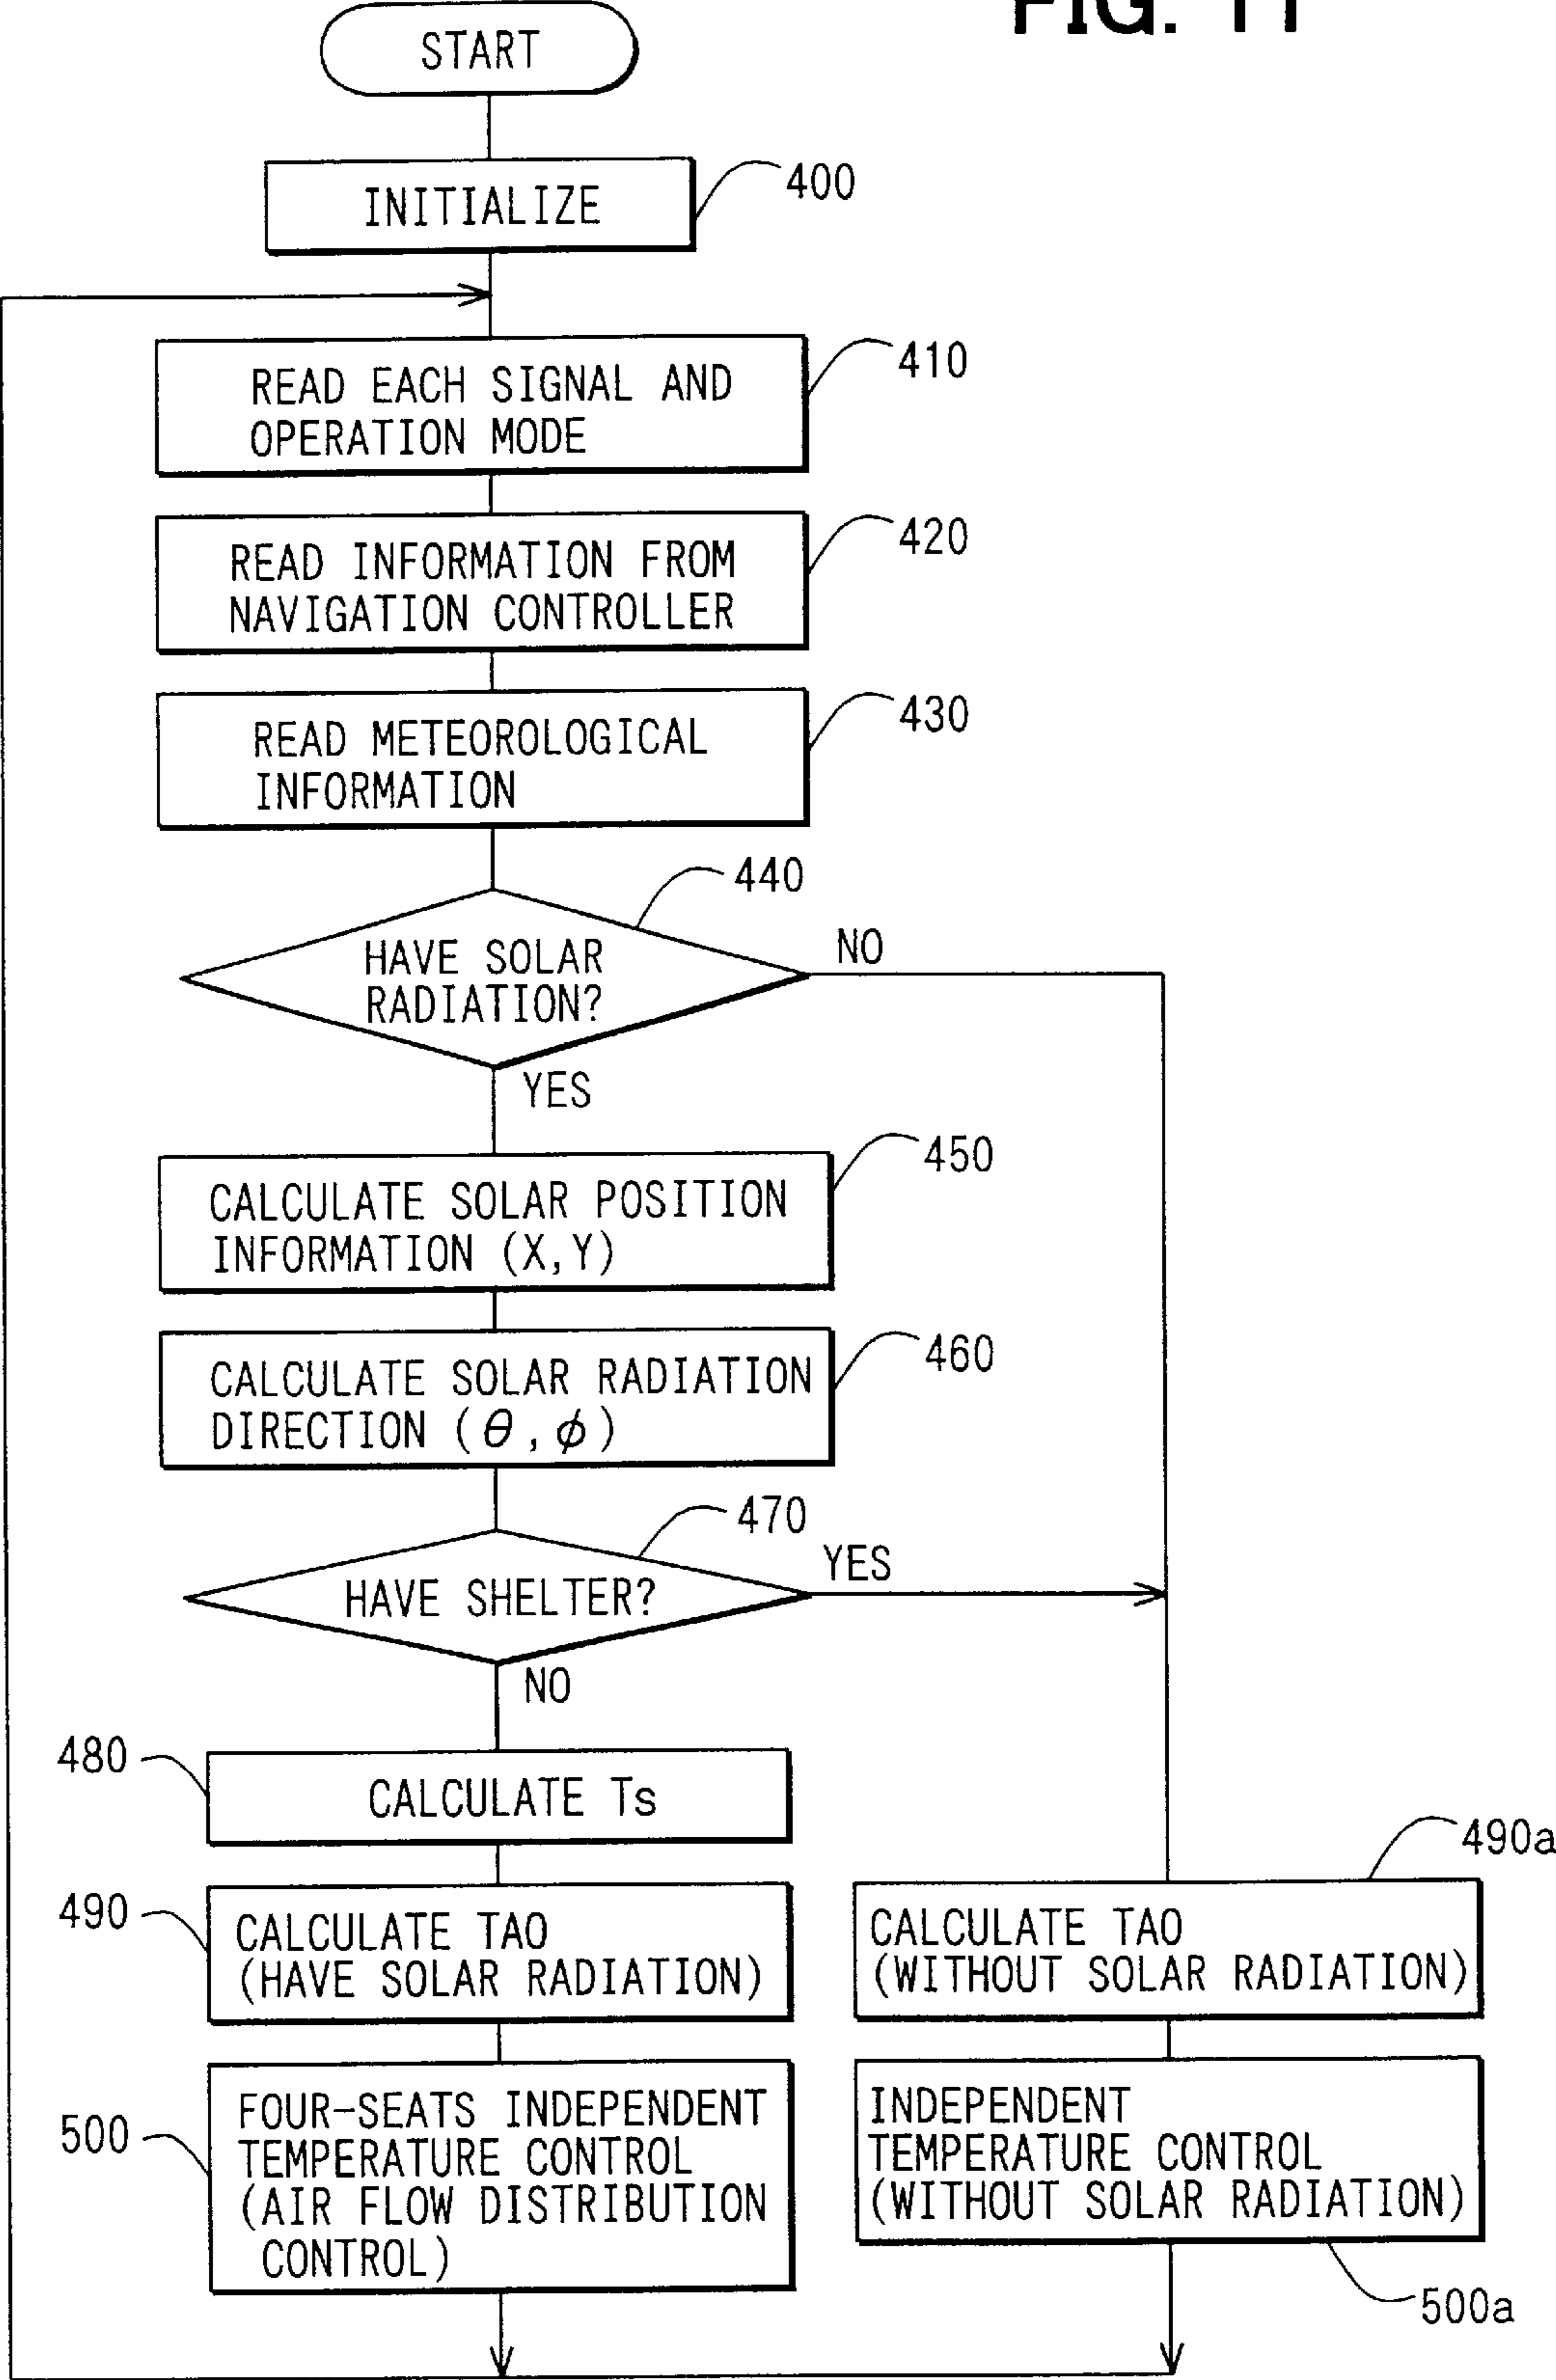 FIG. 11
START
INITIALIZE
400
READ EACH SIGNAL AND
OPERATION MODE
410
READ INFORMATION FROM
NAVIGATION CONTROLLER
420
READ METEOROLOGICAL
INFORMATION
430
440
HAVE SOLAR
RADIATION?
NO
YES
450
CALCULATE SOLAR POSITION
INFORMATION (X,Y)
460
CALCULATE SOLAR RADIATION
DIRECTION (θ,ϕ)
470
HAVE SHELTER?
YES
NO
480
CALCULATE Ts
490
CALCULATE TAO
(HAVE SOLAR RADIATION)
490a
CALCULATE TAO
(WITHOUT SOLAR RADIATION)
500
FOUR-SEATS INDEPENDENT
TEMPERATURE CONTROL
(AIR FLOW DISTRIBUTION
CONTROL)
INDEPENDENT
TEMPERATURE CONTROL
(WITHOUT SOLAR RADIATION)
500a